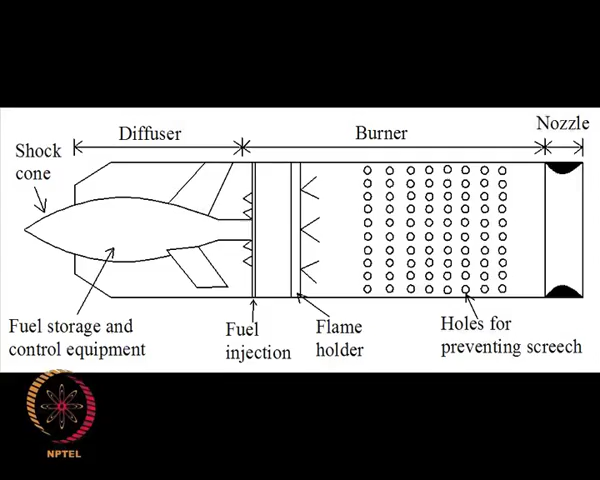 Nozzle
Diffuser
Burner
Shock
cone
Fuel storage and
control equipment
Fuel
injection
Flame
holder
Holes for
preventing screech
NPTEL